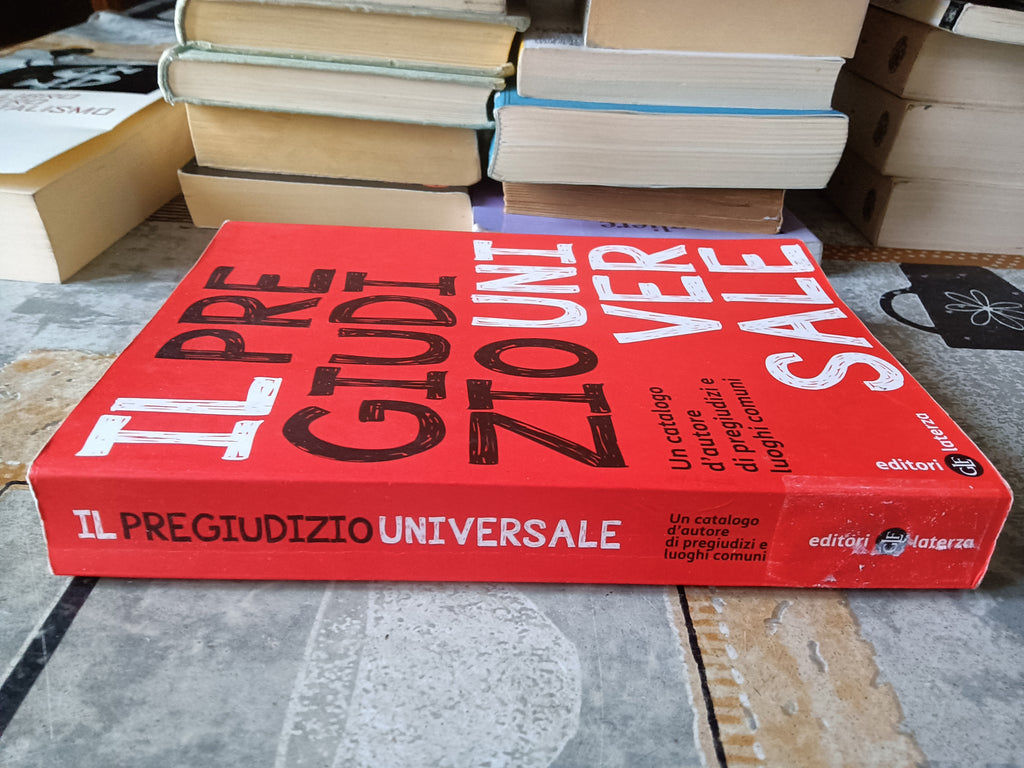 IL PRE
GIUDI
ZIO UNI
VER
SALE
Un catalogo
d'autore
di pregiudizi e
luoghi comuni
editori laterza
IL PREGIUDIZIO UNIVERSALE
Un catalogo
d'autore
di pregiudizi e
luoghi comuni
editori laterza